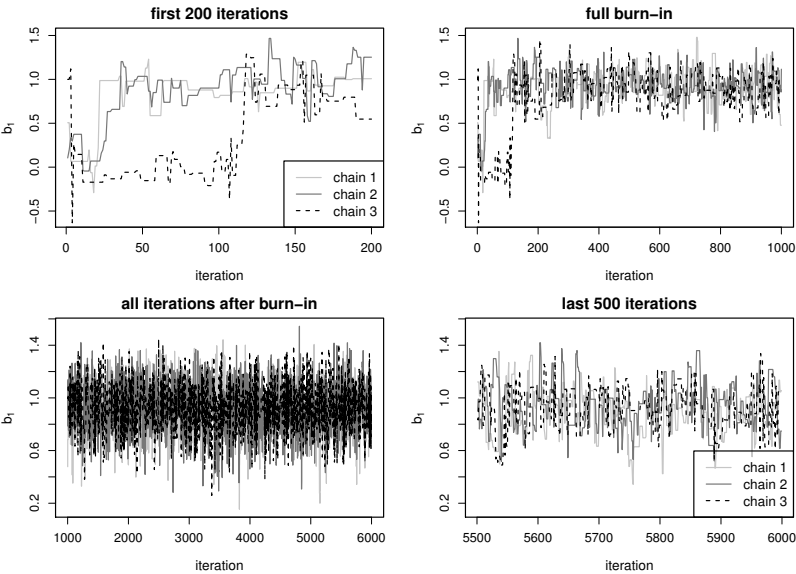 first 200 iterations
b1
1.5
1.0
0.5
0.0
−0.5
0 50 100 150 200
iteration
chain 1
chain 2
chain 3
full burn−in
b1
1.5
1.0
0.5
0.0
−0.5
0 200 400 600 800 1000
iteration
all iterations after burn−in
b1
1.4
1.0
0.6
0.2
1000 2000 3000 4000 5000 6000
iteration
last 500 iterations
b1
1.4
1.0
0.6
0.2
5500 5600 5700 5800 5900 6000
iteration
chain 1
chain 2
chain 3